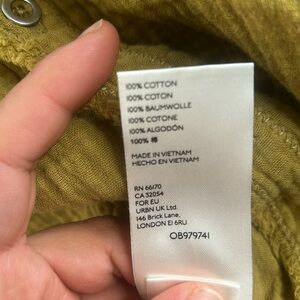 100% COTTON
100% COTON
100% BAUMWOLLE
100% COTONE
100% ALGODÓN
100% 棉
MADE IN VIETNAM
HECHO EN VIETNAM
RN 66170
CA 32054
FOR EU
URBN UK Ltd.
146 Brick Lane,
LONDON E1 6RU
OB979741